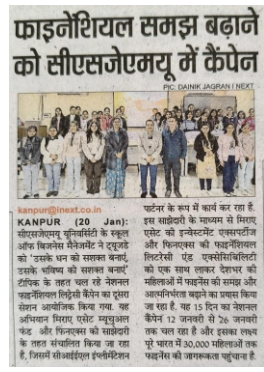 फाइनेंशियल समझ बढ़ाने
को सीएसजेएमयू में कैंपेन
PIC: DAINIK JAGRAN I NEXT
kanpur@inext.co.in
KANPUR (20 Jan):
सीएसजेएमयू यूनिवर्सिटी के स्कूल
ऑफ बिजनेस मैनेजमेंट ने ट्यूजडे
को 'उसके धन को सशक्त बनाएं,
उसके भविष्य को सशक्त बनाएं'
टॉपिक के तहत चल रहे नेशनल
फाइनेंशियल लिट्रेसी कैंपेन का दूसरा
सेशन आयोजित किया गया. यह
अभियान मिराए एसेट म्यूचुअल
फंड और फिनएक्स की साझेदारी
के तहत संचालित किया जा रहा
है, जिसमें सीआईईएल इंप्लीमेंटिंग
पार्टनर के रूप में कार्य कर रहा है.
इस साझेदारी के माध्यम से मिराए
एसेट की इन्वेस्टमेंट एक्सपर्टीज
और फिनएक्स की फाइनेंशियल
लिटरेसी एंड एक्सेसिबिलिटी
को एक साथ लाकर देशभर की
महिलाओं में फाइनेंस की समझ और
आत्मनिर्भरता बढ़ाने का प्रयास किया
जा रहा है. यह 15 दिन का नेशनल
कैंपेन 12 जनवरी से 26 जनवरी
तक चल रहा है और इसका लक्ष्य
पूरे भारत में 30,000 महिलाओं तक
फाइनेंस की जागरूकता पहुंचाना है.